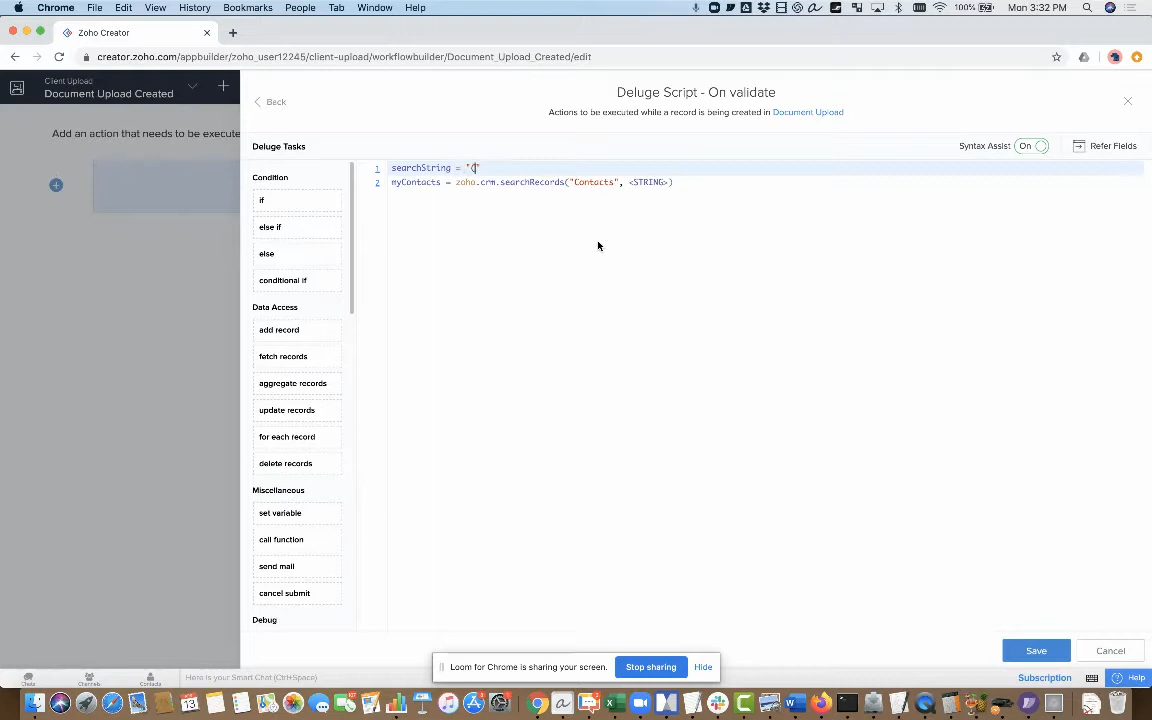 Chrome File Edit View History Bookmarks People Tab Window Help
100% Mon 3:32 PM
Zoho Creator
creator.zoho.com/appbuilder/zoho_user12245/client-upload/workflowbuilder/Document_Upload_Created/edit
Client Upload
Document Upload Created
Add an action that needs to be execute
Back
Deluge Script - On validate
Actions to be executed while a record is being created in Document Upload
Deluge Tasks
Syntax Assist On
Refer Fields
Condition
if
else if
else
conditional if
Data Access
add record
fetch records
aggregate records
update records
for each record
delete records
Miscellaneous
set variable
call function
send mail
cancel submit
Debug
1 searchString = "("
2 myContacts = zoho.crm.searchRecords("Contacts", <STRING>)
Save
Cancel
Loom for Chrome is sharing your screen.
Stop sharing
Hide
Chats
Channels
Contacts
Here is your Smart Chat (Ctrl+Space)
Subscription
Help